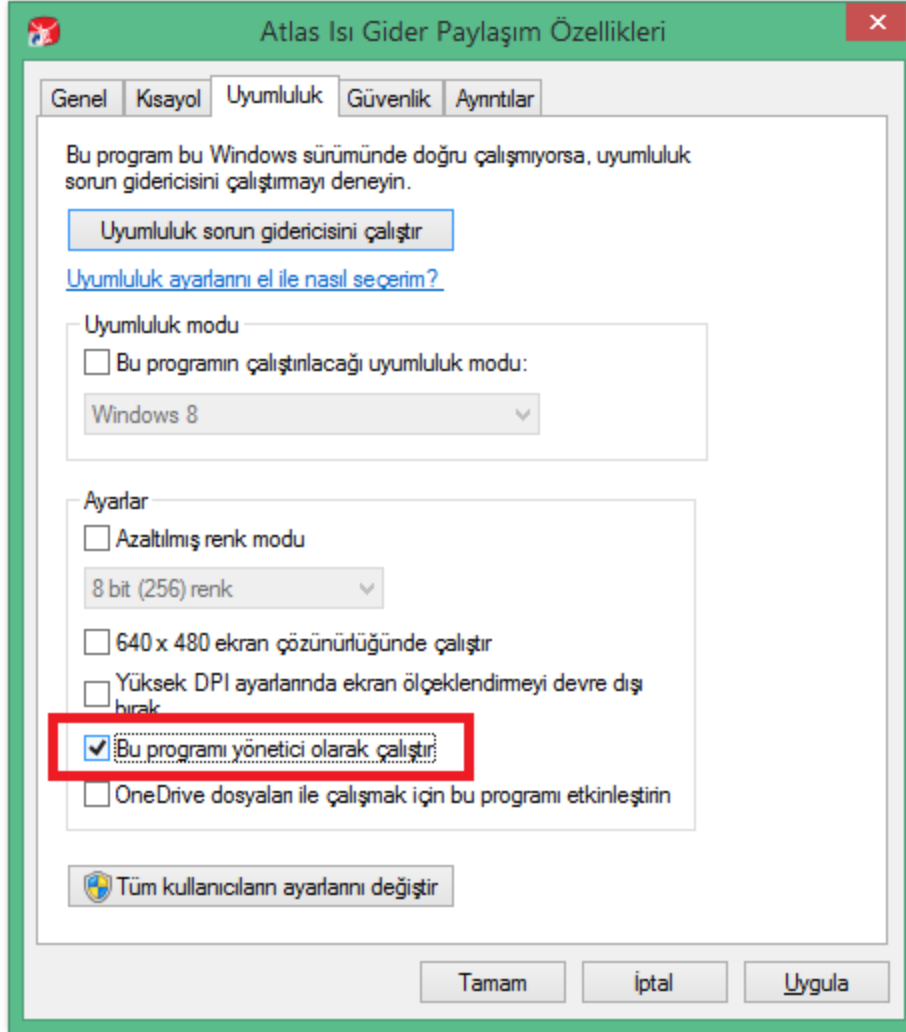 Atlas Isı Gider Paylaşım Özellikleri
Genel Kısayol Uyumluluk Güvenlik Ayrıntılar
Bu program bu Windows sürümünde doğru çalışmıyorsa, uyumluluk
sorun gidericisini çalıştırmayı deneyin.
Uyumluluk sorun gidericisini çalıştır
Uyumluluk ayarlarını el ile nasıl seçerim?
Uyumluluk modu
Bu programın çalıştırılacağı uyumluluk modu:
Windows 8
Ayarlar
Azaltılmış renk modu
8 bit (256) renk
640 x 480 ekran çözünürlüğünde çalıştır
Yüksek DPI ayarlarında ekran ölçeklendirmeyi devre dışı
bırak
Bu programı yönetici olarak çalıştır
OneDrive dosyaları ile çalışmak için bu programı etkinleştirin
Tüm kullanıcıların ayarlarını değiştir
Tamam İptal Uygula